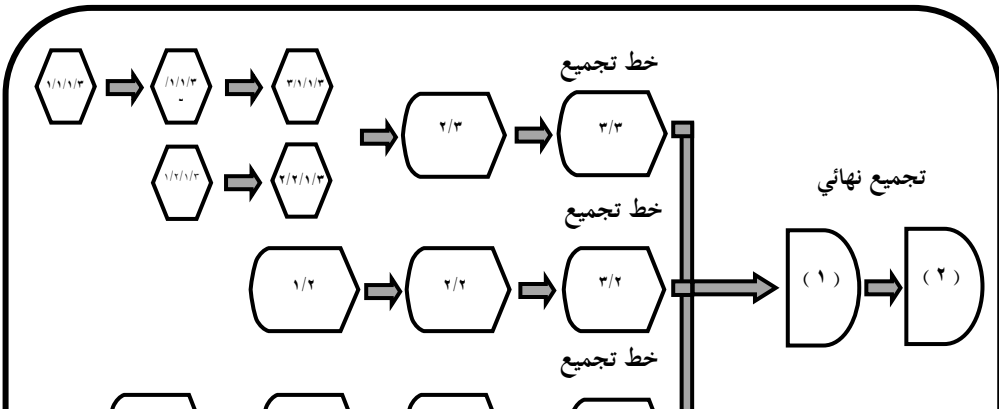 خط تجميع
١/١/١/٣
/١/١/٣
-
٣/١/١/٣
٢/٣
٣/٣
١/٢/١/٣
٢/٢/١/٣
تجميع نهائي
خط تجميع
١/٢
٢/٢
٣/٢
( ١ )
( ٢ )
خط تجميع